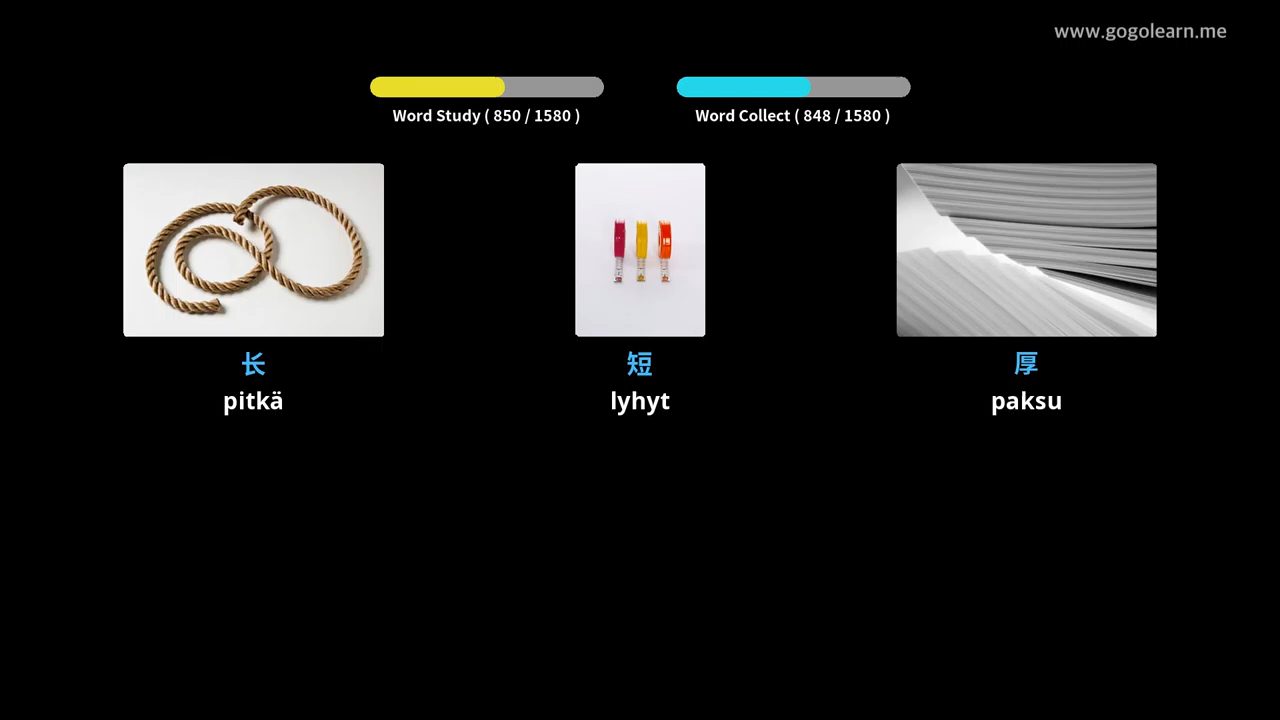 www.gogolearn.me
Word Study ( 850 / 1580 )
Word Collect ( 848 / 1580 )
长
pitkä
短
lyhyt
厚
paksu